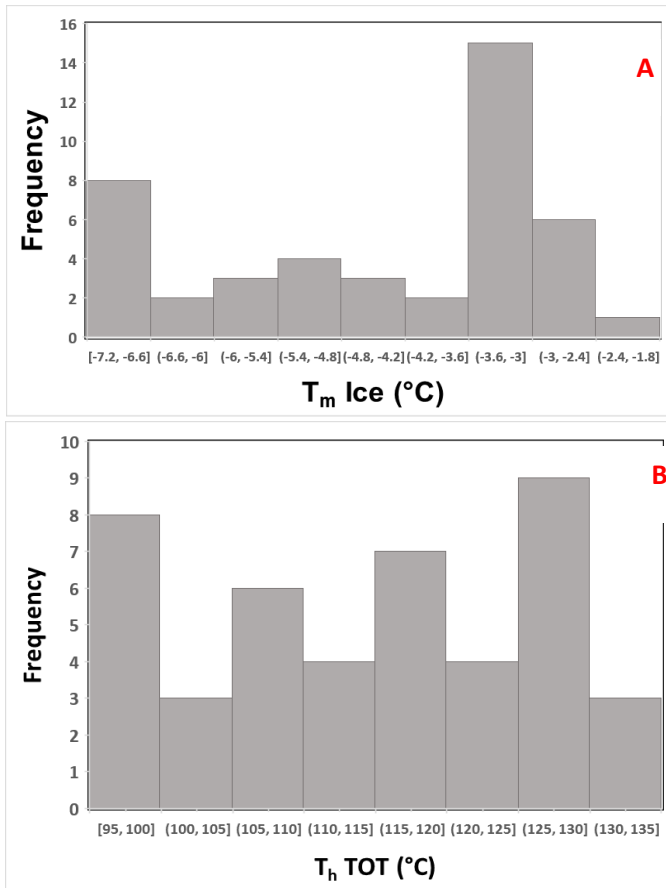 16
A
14
12
10
8
6
4
2
0
Frequency
[-7.2, -6.6] (-6.6, -6] (-6, -5.4] (-5.4, -4.8] (-4.8, -4.2] (-4.2, -3.6] (-3.6, -3] (-3, -2.4] (-2.4, -1.8]
Tm Ice (°C)
10
B
9
8
7
6
5
4
3
2
1
0
Frequency
[95, 100] (100, 105] (105, 110] (110, 115] (115, 120] (120, 125] (125, 130] (130, 135]
Th TOT (°C)